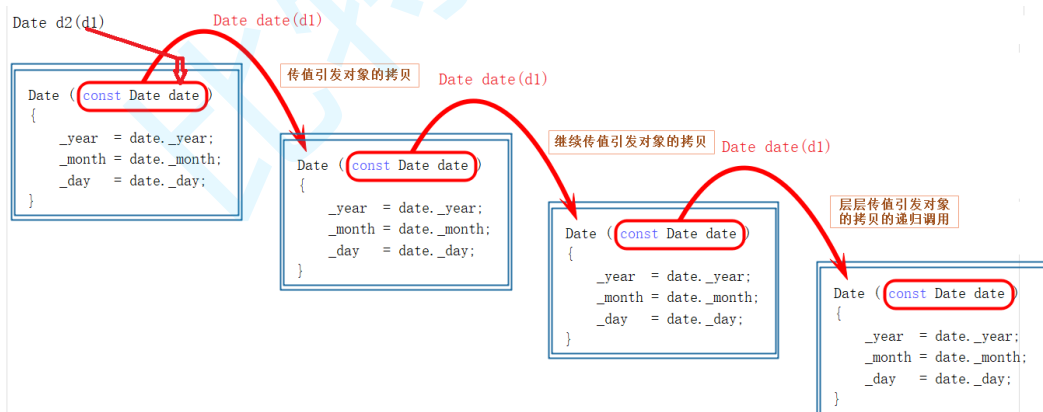 Date d2(d1)
Date date(d1)
传值引发对象的拷贝
Date date(d1)
继续传值引发对象的拷贝
Date date(d1)
层层传值引发对象
的拷贝的递归调用
Date ( const Date date )
{
_year = date._year;
_month = date._month;
_day = date._day;
}
Date ( const Date date )
{
_year = date._year;
_month = date._month;
_day = date._day;
}
Date ( const Date date )
{
_year = date._year;
_month = date._month;
_day = date._day;
}
Date ( const Date date )
{
_year = date._year;
_month = date._month;
_day = date._day;
}